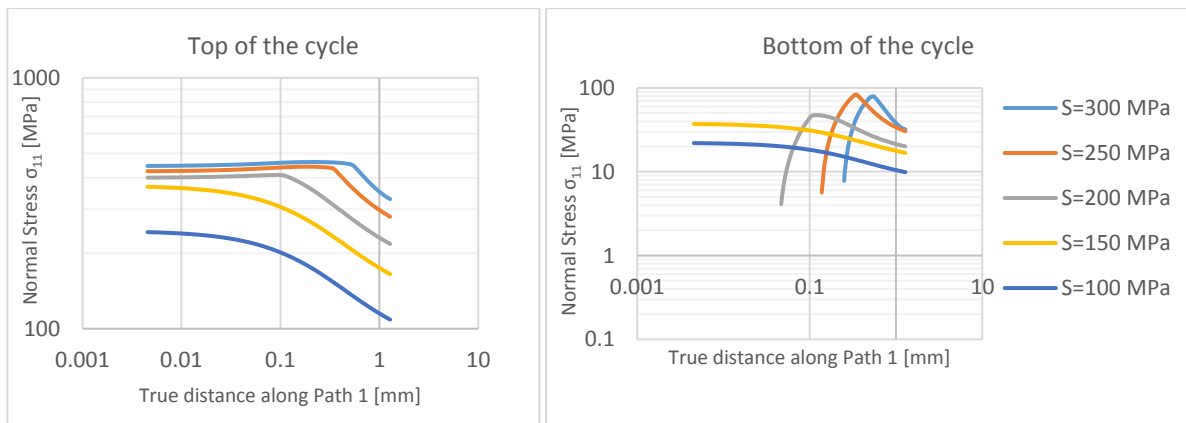 Top of the cycle
Normal Stress σ11 [MPa]
1000
100
0.001
0.01
0.1
1
10
True distance along Path 1 [mm]
Bottom of the cycle
Normal Stress σ11 [MPa]
100
10
1
0.1
0.001
0.1
10
True distance along Path 1 [mm]
S=300 MPa
S=250 MPa
S=200 MPa
S=150 MPa
S=100 MPa